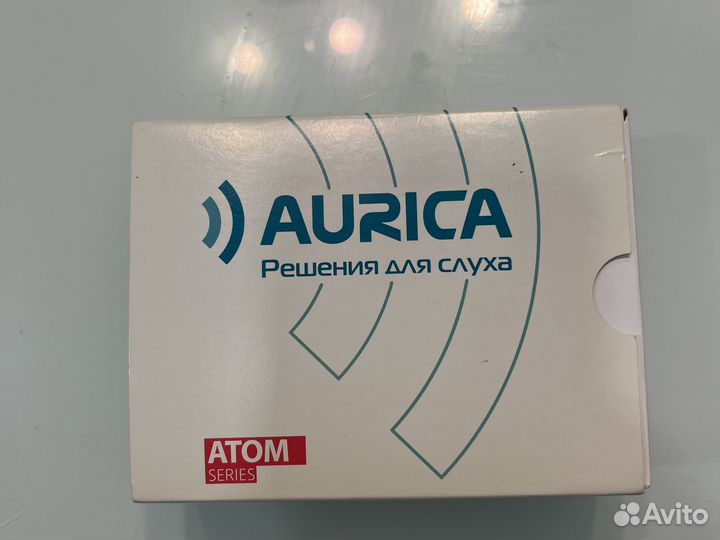 AURICA
Решения для слуха
ATOM
SERIES
Avito